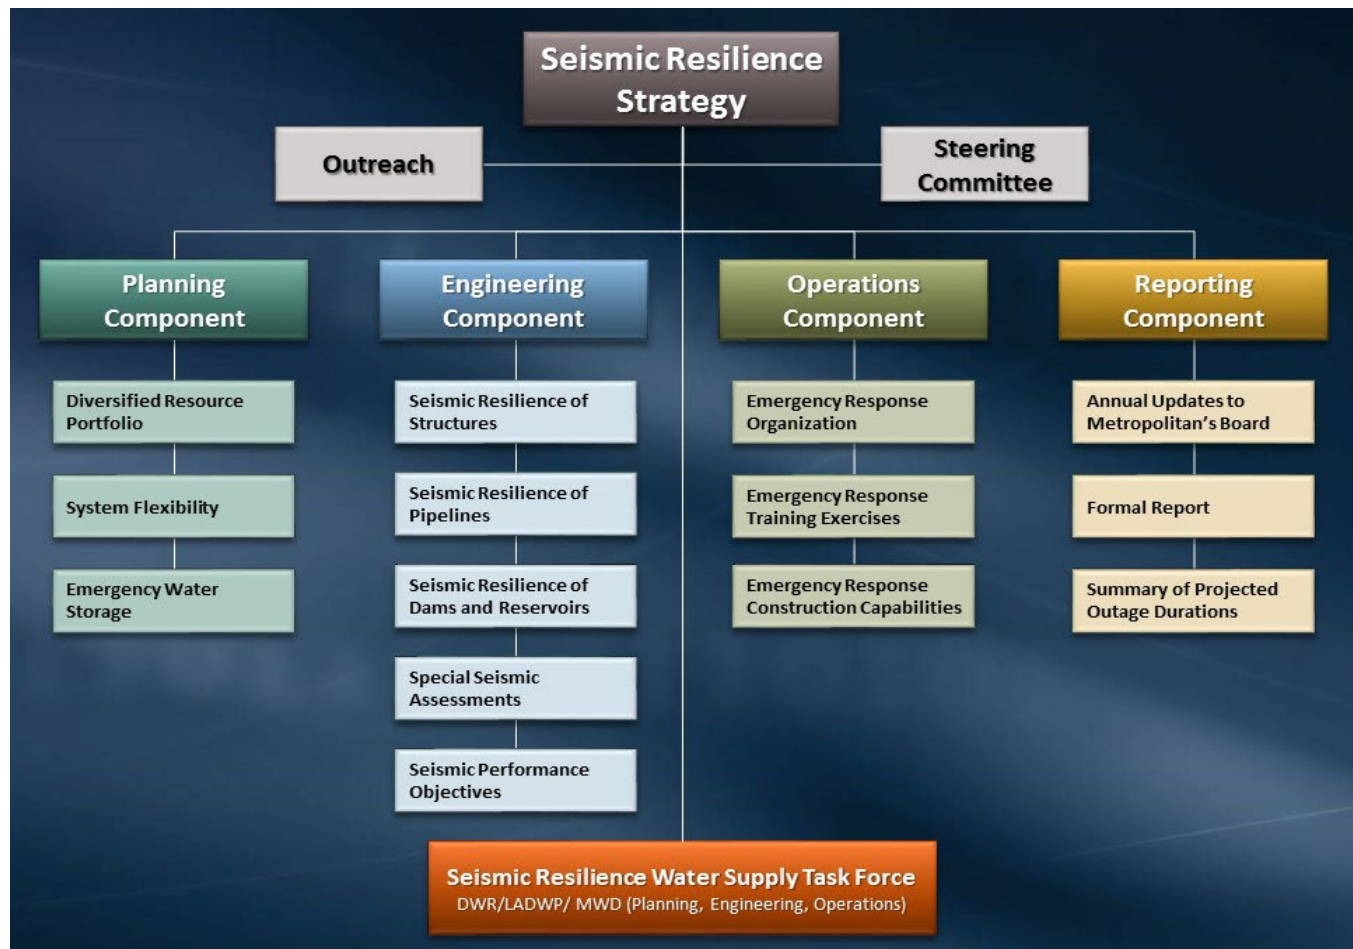 Seismic Resilience
Strategy
Outreach
Steering
Committee
Planning
Component
Engineering
Component
Operations
Component
Reporting
Component
Diversified Resource
Portfolio
System Flexibility
Emergency Water
Storage
Seismic Resilience of
Structures
Seismic Resilience of
Pipelines
Seismic Resilience of
Dams and Reservoirs
Special Seismic
Assessments
Seismic Performance
Objectives
Emergency Response
Organization
Emergency Response
Training Exercises
Emergency Response
Construction Capabilities
Annual Updates to
Metropolitan’s Board
Formal Report
Summary of Projected
Outage Durations
Seismic Resilience Water Supply Task Force
DWR/LADWP/ MWD (Planning, Engineering, Operations)